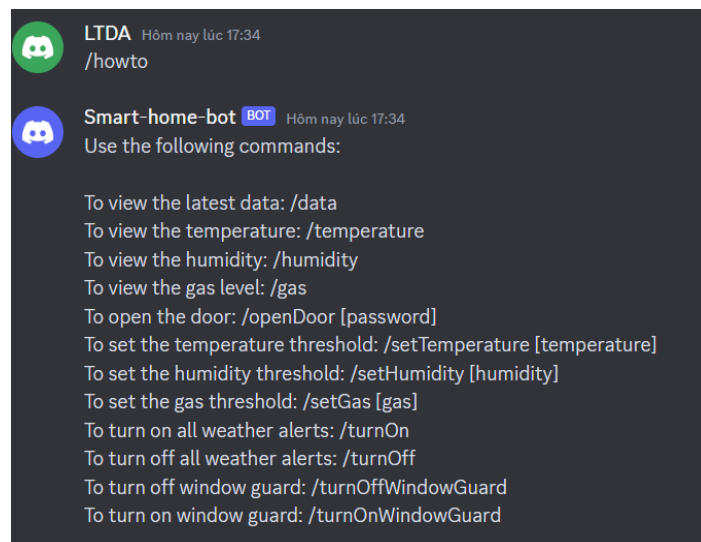 LTDA Hôm nay lúc 17:34
/howto
Smart-home-bot BOT Hôm nay lúc 17:34
Use the following commands:
To view the latest data: /data
To view the temperature: /temperature
To view the humidity: /humidity
To view the gas level: /gas
To open the door: /openDoor [password]
To set the temperature threshold: /setTemperature [temperature]
To set the humidity threshold: /setHumidity [humidity]
To set the gas threshold: /setGas [gas]
To turn on all weather alerts: /turnOn
To turn off all weather alerts: /turnOff
To turn off window guard: /turnOffWindowGuard
To turn on window guard: /turnOnWindowGuard